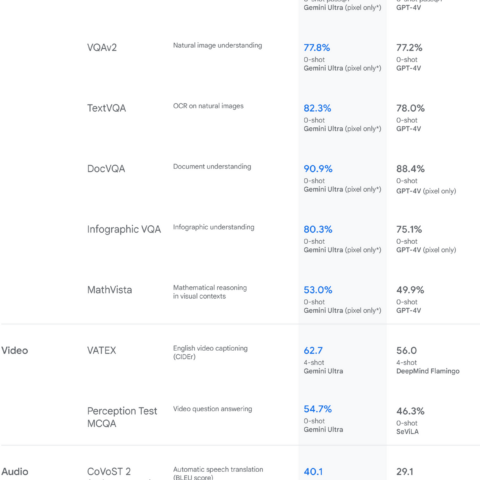 Gemini Ultra (pixel only*) GPT-4V
VQAv2 Natural image understanding 77.8% 77.2%
0-shot 0-shot
Gemini Ultra (pixel only*) GPT-4V
TextVQA OCR on natural images 82.3% 78.0%
0-shot 0-shot
Gemini Ultra (pixel only*) GPT-4V
DocVQA Document understanding 90.9% 88.4%
0-shot 0-shot
Gemini Ultra (pixel only*) GPT-4V (pixel only)
Infographic VQA Infographic understanding 80.3% 75.1%
0-shot 0-shot
Gemini Ultra (pixel only*) GPT-4V (pixel only)
MathVista Mathematical reasoning 53.0% 49.9%
in visual contexts
0-shot 0-shot
Gemini Ultra (pixel only*) GPT-4V
Video VATEX English video captioning 62.7 56.0
(CIDEr)
4-shot 4-shot
Gemini Ultra DeepMind Flamingo
Perception Test Video question answering 54.7% 46.3%
MCQA 0-shot 0-shot
Gemini Ultra SeViLA
Audio CoVoST 2 Automatic speech translation 40.1 29.1
(BLEU score)